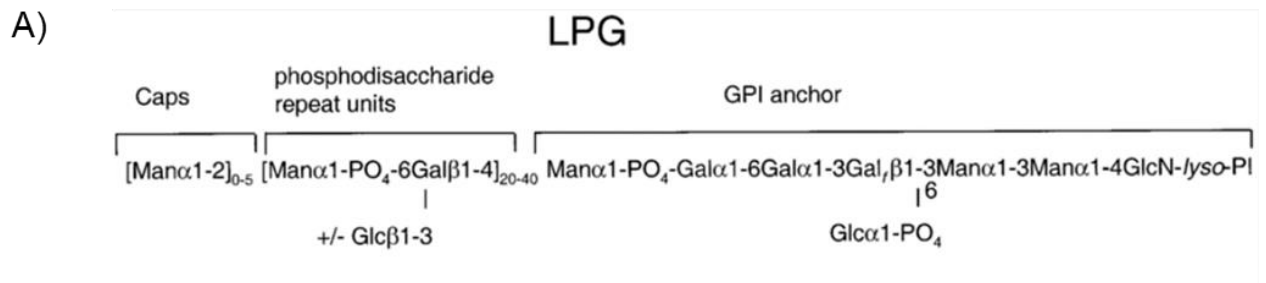 A)
LPG
phosphodisaccharide
repeat units
Caps
GPI anchor
[Manα1-2]0-5 [Manα1-PO4-6Galβ1-4]20-40 Manα1-PO4-Galα1-6Galα1-3Galfβ1-3Manα1-3Manα1-4GlcN-lyso-PI
6
+/- Glcβ1-3
Glcα1-PO4